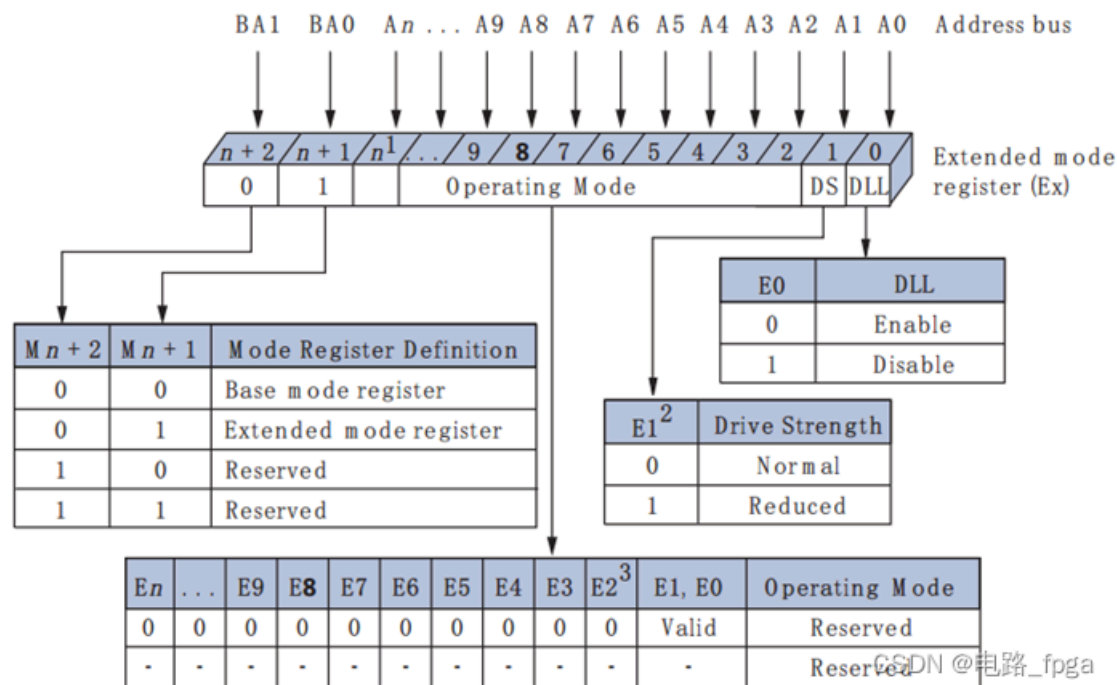 BA1 BA0 An ... A9 A8 A7 A6 A5 A4 A3 A2 A1 A0 Address bus
n + 2 n + 1 n1 ... 9 8 7 6 5 4 3 2 1 0
Extended mode
register (Ex)
0 1 Operating Mode DS DLL
E0 DLL
0 Enable
1 Disable
Mn + 2 Mn + 1 Mode Register Definition
0 0 Base mode register
0 1 Extended mode register
1 0 Reserved
1 1 Reserved
E12 Drive Strength
0 Normal
1 Reduced
En ... E9 E8 E7 E6 E5 E4 E3 E23 E1, E0 Operating Mode
0 0 0 0 0 0 0 0 0 0 Valid Reserved
- - - - - - - - - - - Reserved
CSDN @电路_fpga